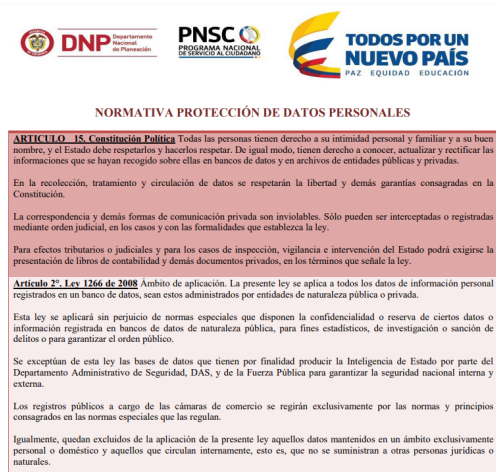 DNP Departamento
Nacional
de Planeación
PNSC
PROGRAMA NACIONAL
DE SERVICIO AL CIUDADANO
TODOS POR UN
NUEVO PAÍS
PAZ EQUIDAD EDUCACIÓN
NORMATIVA PROTECCIÓN DE DATOS PERSONALES
ARTICULO 15. Constitución Política Todas las personas tienen derecho a su intimidad personal y familiar y a su buen
nombre, y el Estado debe respetarlos y hacerlos respetar. De igual modo, tienen derecho a conocer, actualizar y rectificar las
informaciones que se hayan recogido sobre ellas en bancos de datos y en archivos de entidades públicas y privadas.
En la recolección, tratamiento y circulación de datos se respetarán la libertad y demás garantías consagradas en la
Constitución.
La correspondencia y demás formas de comunicación privada son inviolables. Sólo pueden ser interceptadas o registradas
mediante orden judicial, en los casos y con las formalidades que establezca la ley.
Para efectos tributarios o judiciales y para los casos de inspección, vigilancia e intervención del Estado podrá exigirse la
presentación de libros de contabilidad y demás documentos privados, en los términos que señale la ley.
Artículo 2°. Ley 1266 de 2008 Ámbito de aplicación. La presente ley se aplica a todos los datos de información personal
registrados en un banco de datos, sean estos administrados por entidades de naturaleza pública o privada.
Esta ley se aplicará sin perjuicio de normas especiales que disponen la confidencialidad o reserva de ciertos datos o
información registrada en bancos de datos de naturaleza pública, para fines estadísticos, de investigación o sanción de
delitos o para garantizar el orden público.
Se exceptúan de esta ley las bases de datos que tienen por finalidad producir la Inteligencia de Estado por parte del
Departamento Administrativo de Seguridad, DAS, y de la Fuerza Pública para garantizar la seguridad nacional interna y
externa.
Los registros públicos a cargo de las cámaras de comercio se regirán exclusivamente por las normas y principios
consagrados en las normas especiales que las regulan.
Igualmente, quedan excluidos de la aplicación de la presente ley aquellos datos mantenidos en un ámbito exclusivamente
personal o doméstico y aquellos que circulan internamente, esto es, que no se suministran a otras personas jurídicas o
naturales.